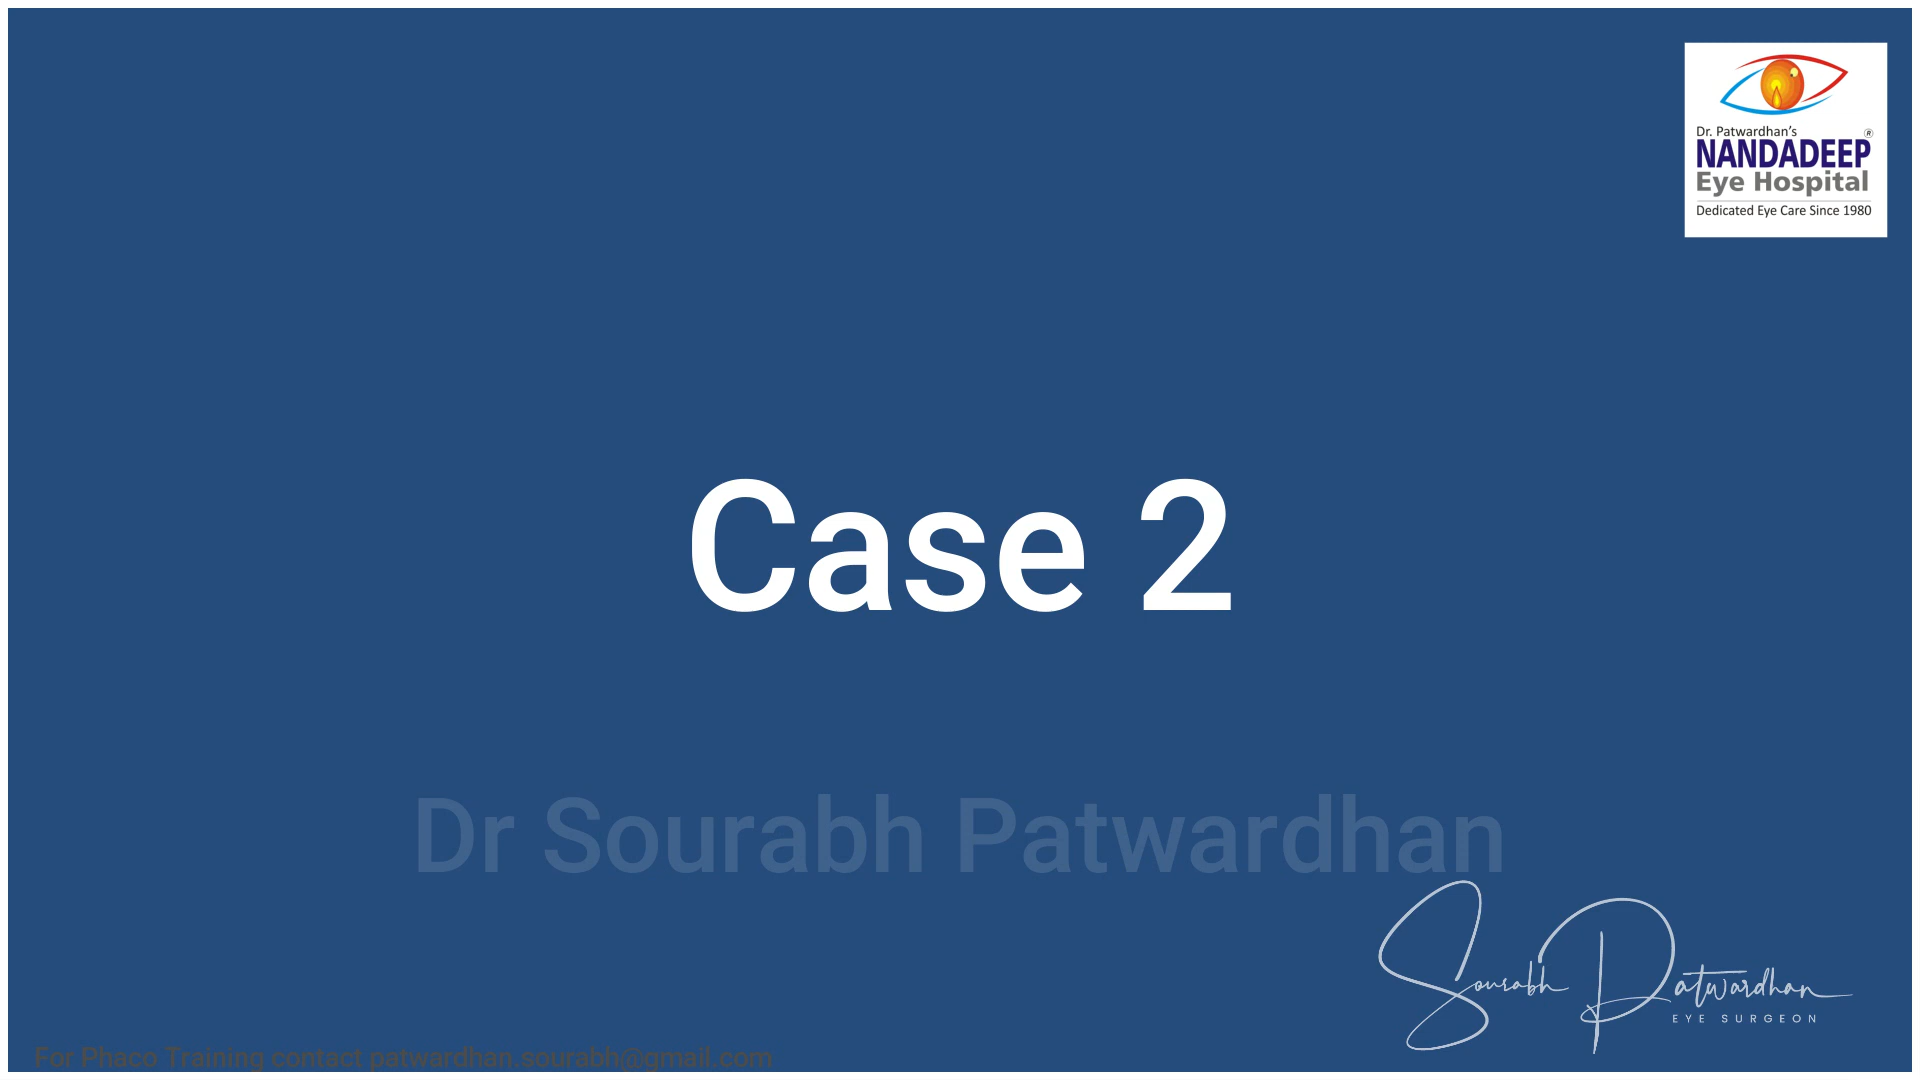 Dr. Patwardhan's
NANDADEEP®
Eye Hospital
Dedicated Eye Care Since 1980
Case 2
Dr Sourabh Patwardhan
Sourabh Patwardhan
EYE SURGEON
For Phaco Training contact patwardhan.sourabh@gmail.com